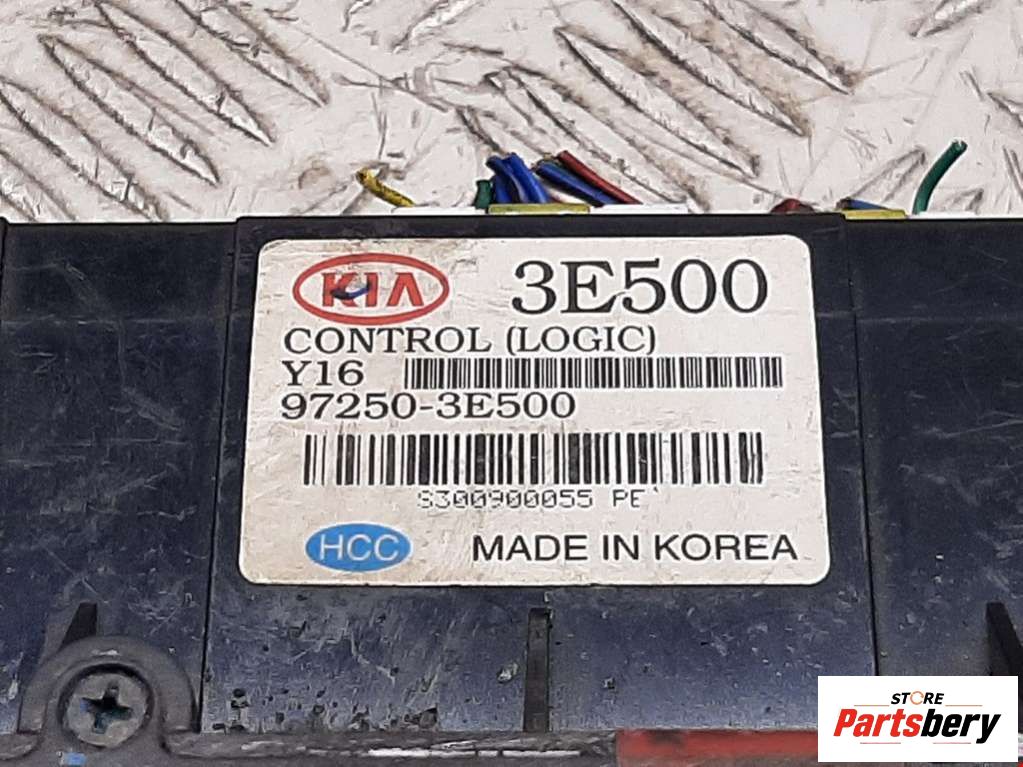 KIA 3E500
CONTROL (LOGIC)
Y16
97250-3E500
S300900055 PE
HCC MADE IN KOREA
STORE
Partsbery